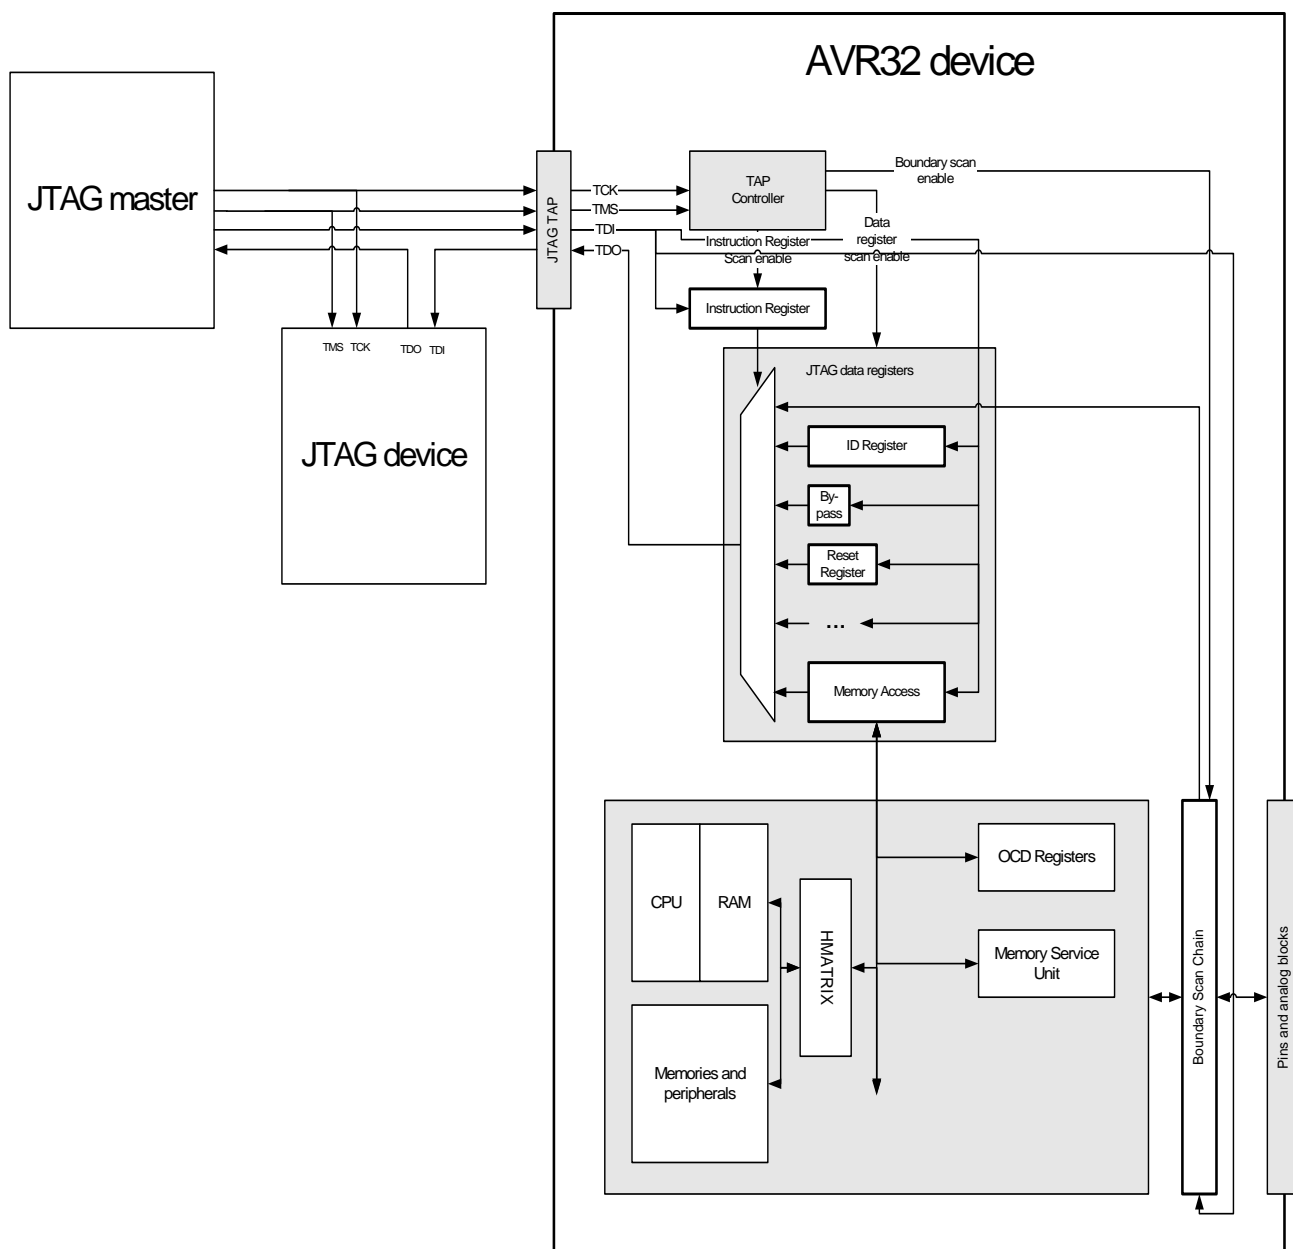 AVR32 device
JTAG master
JTAG TAP
TCK
TMS
TDI
TDO
TAP
Controller
Boundary scan
enable
Instruction Register
Scan enable
Data
register
scan enable
Instruction Register
TMS TCK TDO TDI
JTAG device
JTAG data registers
ID Register
By-
pass
Reset
Register
...
Memory Access
CPU
RAM
HMATRIX
OCD Registers
Memory Service
Unit
Memories and
peripherals
Boundary Scan Chain
Pins and analog blocks